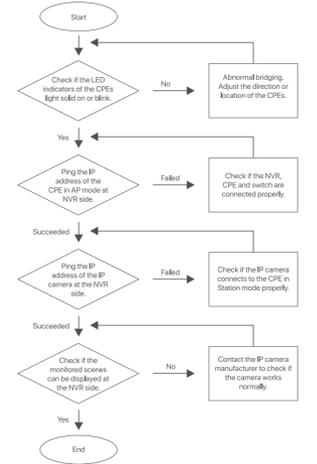 Start
Check if the LED
indicators of the CPEs
light solid on or blink.
No
Abnormal bridging.
Adjust the direction or
location of the CPEs.
Yes
Ping the IP
address of the
CPE in AP mode at
NVR side.
Failed
Check if the NVR,
CPE and switch are
connected properly.
Succeeded
Ping the IP
address of the IP
camera at the NVR
side.
Failed
Check if the IP camera
connects to the CPE in
Station mode properly.
Succeeded
Check if the
monitored scenes
can be displayed at
the NVR side.
No
Contact the IP camera
manufacturer to check if
the camera works
normally.
Yes
End